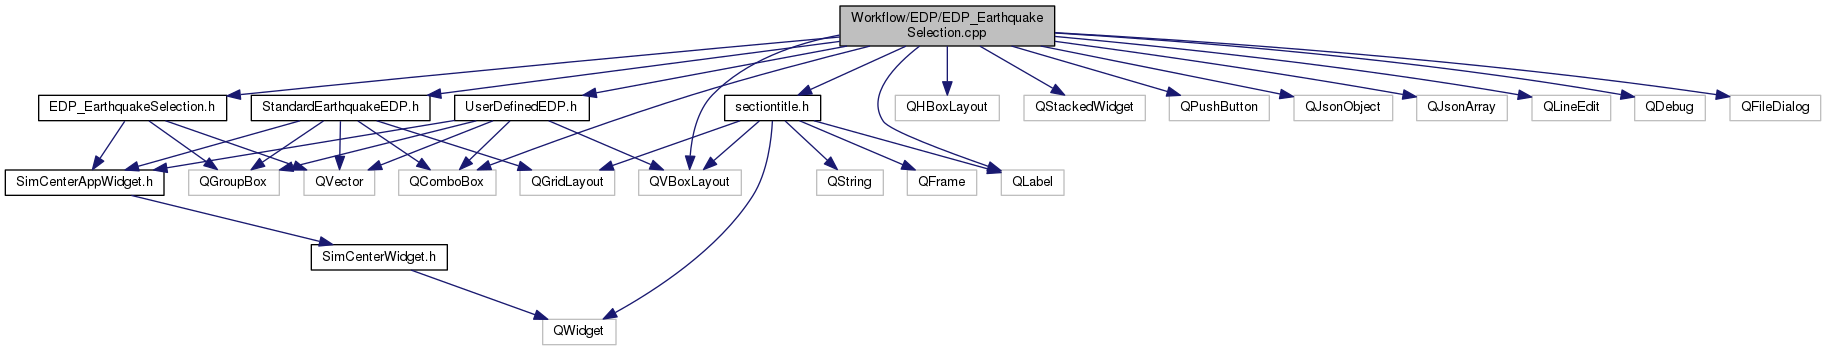 Workflow/EDP/EDP_Earthquake
Selection.cpp
EDP_EarthquakeSelection.h
StandardEarthquakeEDP.h
UserDefinedEDP.h
sectiontitle.h
QHBoxLayout
QStackedWidget
QPushButton
QJsonObject
QJsonArray
QLineEdit
QDebug
QFileDialog
SimCenterAppWidget.h
QGroupBox
QVector
QComboBox
QGridLayout
QVBoxLayout
QString
QFrame
QLabel
SimCenterWidget.h
QWidget